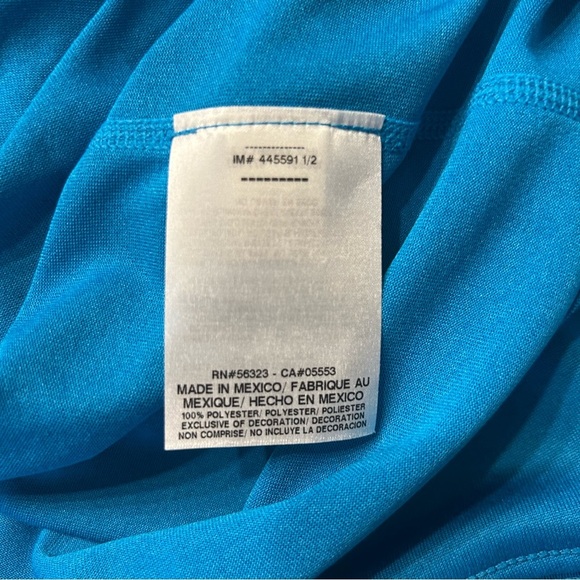 IM# 445591 1/2
RN#56323 - CA#05553
MADE IN MEXICO/ FABRIQUE AU
MEXIQUE/ HECHO EN MEXICO
100% POLYESTER/ POLYESTER/ POLIESTER
EXCLUSIVE OF DECORATION/ DECORATION
NON COMPRISE/ NO INCLUYE LA DECORACION